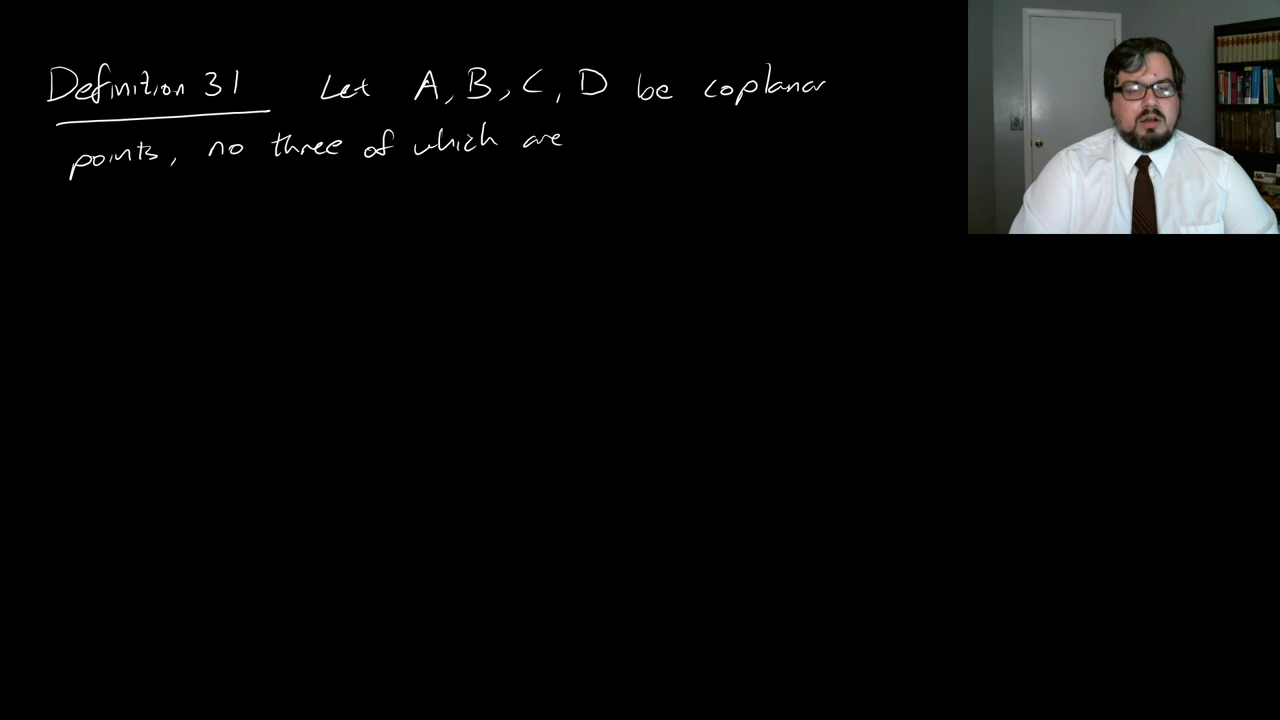 Definition 31 Let A, B, C, D be coplanar
points, no three of which are